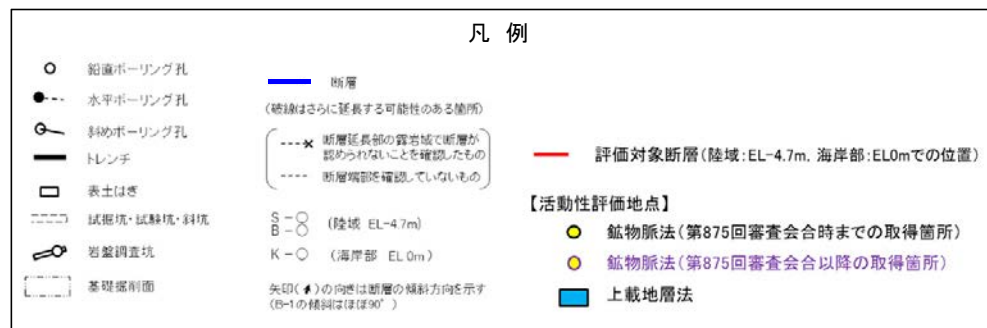 凡 例
鉛直ボーリング孔
水平ボーリング孔
斜めボーリング孔
トレンチ
表土はぎ
試掘坑・試験坑・斜坑
岩盤調査坑
基礎掘削面
断層
(破線はさらに延長する可能性のある箇所)
断層延長部の露岩域で断層が
認められないことを確認したもの
断層端部を確認していないもの
S-○
B-○
(陸域 EL-4.7m)
K-○ (海岸部 EL 0m)
矢印( )の向きは断層の傾斜方向を示す
(B-1の傾斜はほぼ90°)
評価対象断層(陸域:EL-4.7m, 海岸部:EL0mでの位置)
【活動性評価地点】
鉱物脈法(第875回審査会合時までの取得箇所)
鉱物脈法(第875回審査会合以降の取得箇所)
上載地層法